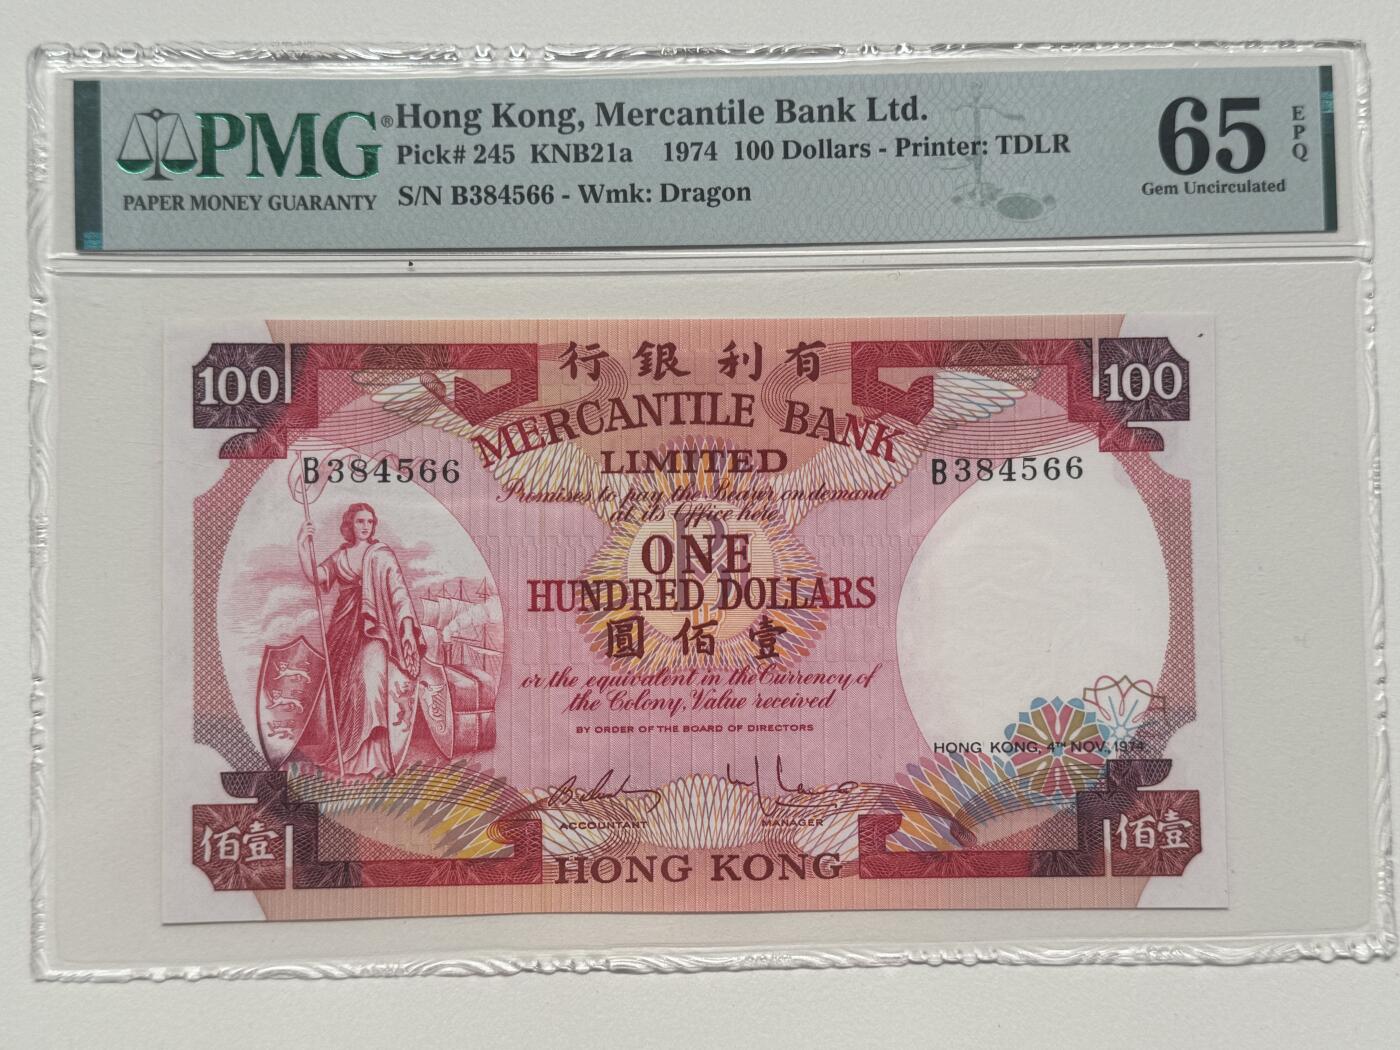 PMG® Hong Kong, Mercantile Bank Ltd.
Pick# 245 KNB21a 1974 100 Dollars - Printer: TDLR
PAPER MONEY GUARANTY S/N B384566 - Wmk: Dragon
65 EPQ
Gem Uncirculated
行銀利有
100 100
MERCANTILE BANK
LIMITED
B384566 B384566
Promises to pay the Bearer on demand
at its Office here
ONE
HUNDRED DOLLARS
圓佰壹
or the equivalent in the Currency of
the Colony, Value received
BY ORDER OF THE BOARD OF DIRECTORS
HONG KONG, 4TH NOV. 1974.
ACCOUNTANT MANAGER
佰壹 佰壹
HONG KONG